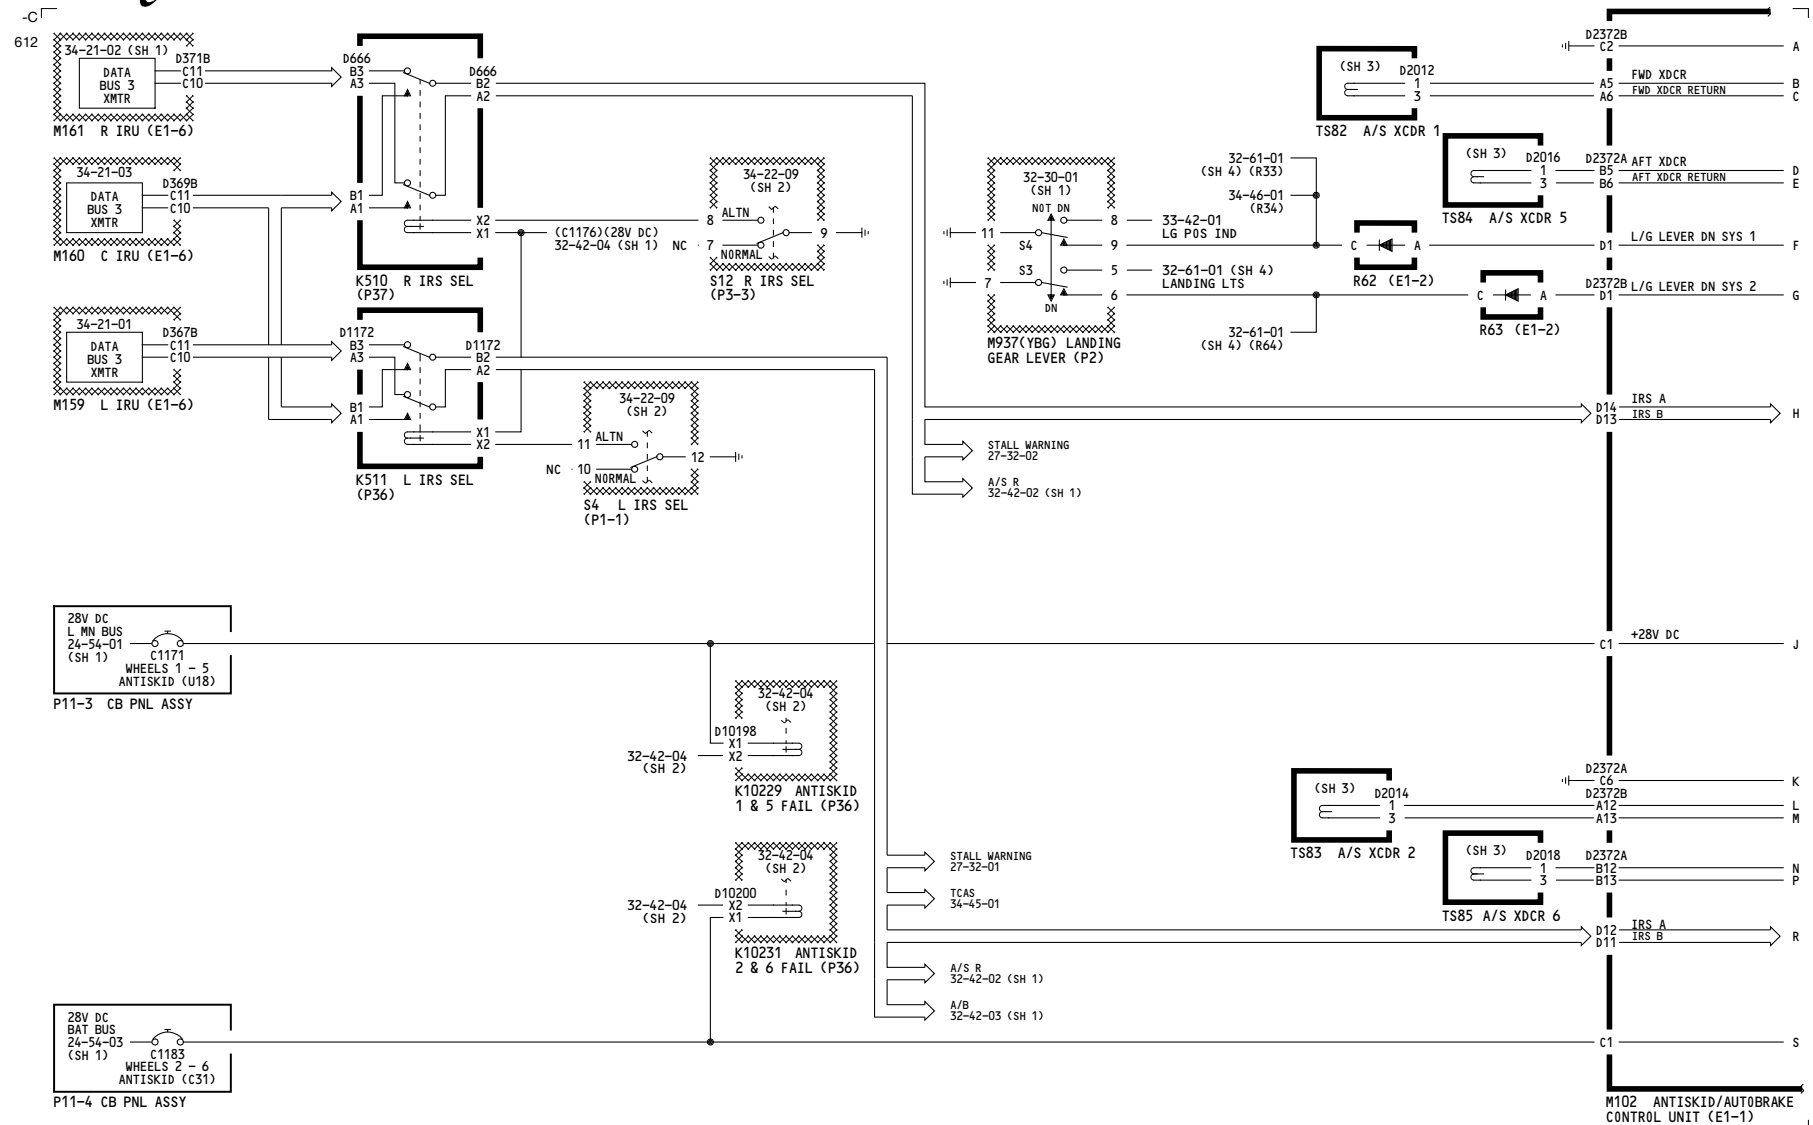 -C
612
34-21-02 (SH 1)
DATA
BUS 3
XMTR
D371B
C11
C10
M161 R IRU (E1-6)
34-21-03
DATA
BUS 3
XMTR
D369B
C11
C10
M160 C IRU (E1-6)
34-21-01
DATA
BUS 3
XMTR
D367B
C11
C10
M159 L IRU (E1-6)
D666
B3
A3
B1
A1
D666
B2
A2
X2
X1
K510 R IRS SEL
(P37)
(C1176)(28V DC)
32-42-04 (SH 1)
D1172
B3
A3
B1
A1
D1172
B2
A2
X1
X2
K511 L IRS SEL
(P36)
34-22-09
(SH 2)
8 ALTN
NC 7
NORMAL
9
S12 R IRS SEL
(P3-3)
34-22-09
(SH 2)
11 ALTN
NC 10
NORMAL
12
S4 L IRS SEL
(P1-1)
32-30-01
(SH 1)
NOT DN
11
S4
8
9
S3
7
5
6
DN
M937(YBG) LANDING
GEAR LEVER (P2)
33-42-01
LG POS IND
32-61-01 (SH 4)
LANDING LTS
32-61-01
(SH 4) (R33)
34-46-01
(R34)
32-61-01
(SH 4) (R64)
C A
R62 (E1-2)
C A
R63 (E1-2)
(SH 3)
D2012
1
3
TS82 A/S XCDR 1
(SH 3)
D2016
1
3
TS84 A/S XCDR 5
D2372B
C2
A
A5 FWD XDCR B
A6 FWD XDCR RETURN C
D2372A
B5 AFT XDCR D
B6 AFT XDCR RETURN E
D1 L/G LEVER DN SYS 1 F
D2372B
D1 L/G LEVER DN SYS 2 G
D14 IRS A
D13 IRS B
H
STALL WARNING
27-32-02
A/S R
32-42-02 (SH 1)
28V DC
L MN BUS
24-54-01
(SH 1)
C1171
WHEELS 1 - 5
ANTISKID (U18)
P11-3 CB PNL ASSY
C1 +28V DC J
32-42-04
(SH 2)
D10198
X1
X2
32-42-04
(SH 2)
K10229 ANTISKID
1 & 5 FAIL (P36)
32-42-04
(SH 2)
D10200
X2
X1
32-42-04
(SH 2)
K10231 ANTISKID
2 & 6 FAIL (P36)
(SH 3)
D2014
1
3
TS83 A/S XDCR 2
(SH 3)
D2018
1
3
TS85 A/S XDCR 6
D2372A
C6 K
D2372B
A12 L
A13 M
D2372A
B12 N
B13 P
STALL WARNING
27-32-01
TCAS
34-45-01
D12 IRS A
D11 IRS B
R
A/S R
32-42-02 (SH 1)
A/B
32-42-03 (SH 1)
28V DC
BAT BUS
24-54-03
(SH 1)
C1183
WHEELS 2 - 6
ANTISKID (C31)
P11-4 CB PNL ASSY
C1 S
M102 ANTISKID/AUTOBRAKE
CONTROL UNIT (E1-1)